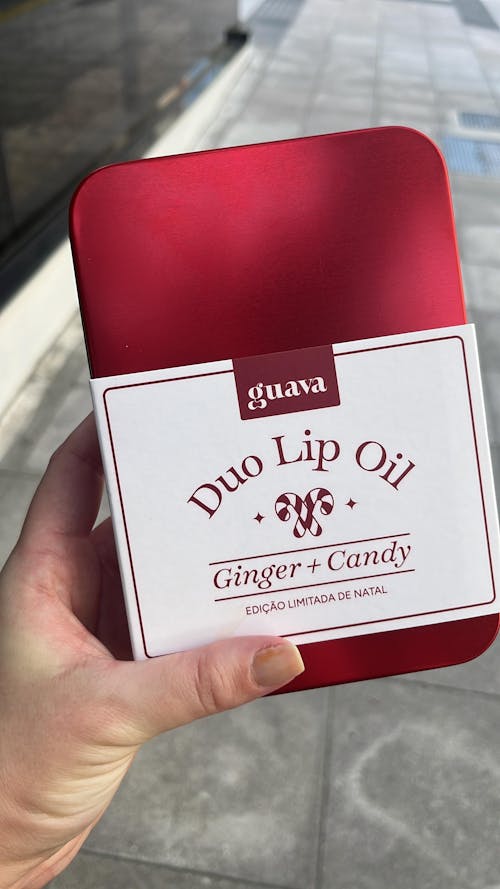 guava
Duo Lip Oil
Ginger + Candy
EDIÇÃO LIMITADA DE NATAL